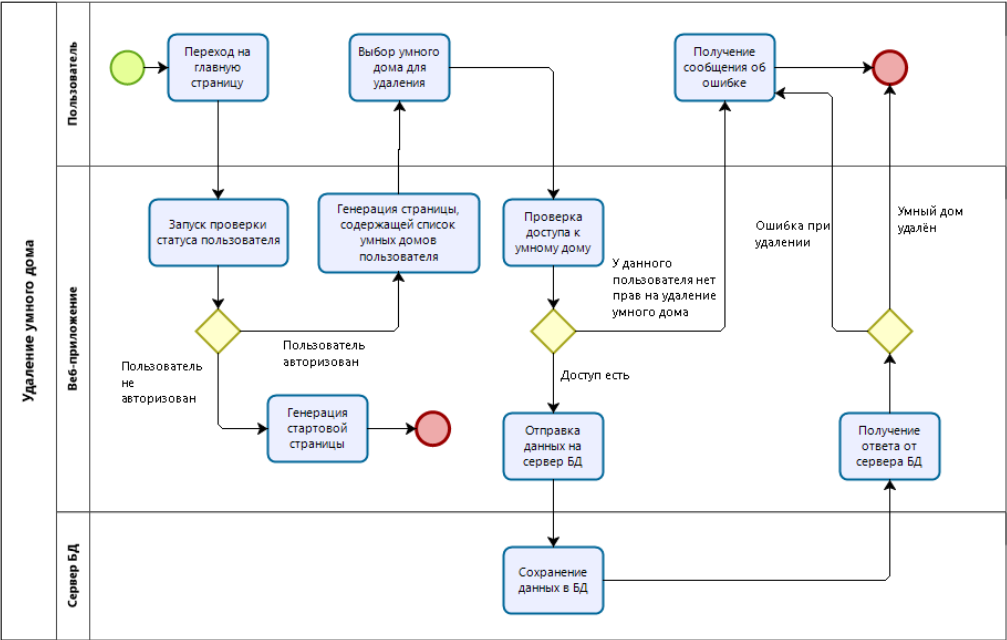 Удаление умного дома
Пользователь
Переход на
главную
страницу
Выбор умного
дома для
удаления
Получение
сообщения об
ошибке
Веб-приложение
Запуск проверки
статуса пользователя
Генерация страницы,
содержащей список
умных домов
пользователя
Проверка
доступа к
умному дому
У данного
пользователя нет
прав на удаление
умного дома
Ошибка при
удалении
Умный дом
удалён
Пользователь
не
авторизован
Пользователь
авторизован
Доступ есть
Генерация
стартовой
страницы
Отправка
данных на
сервер БД
Получение
ответа от
сервера БД
Сервер БД
Сохранение
данных в БД